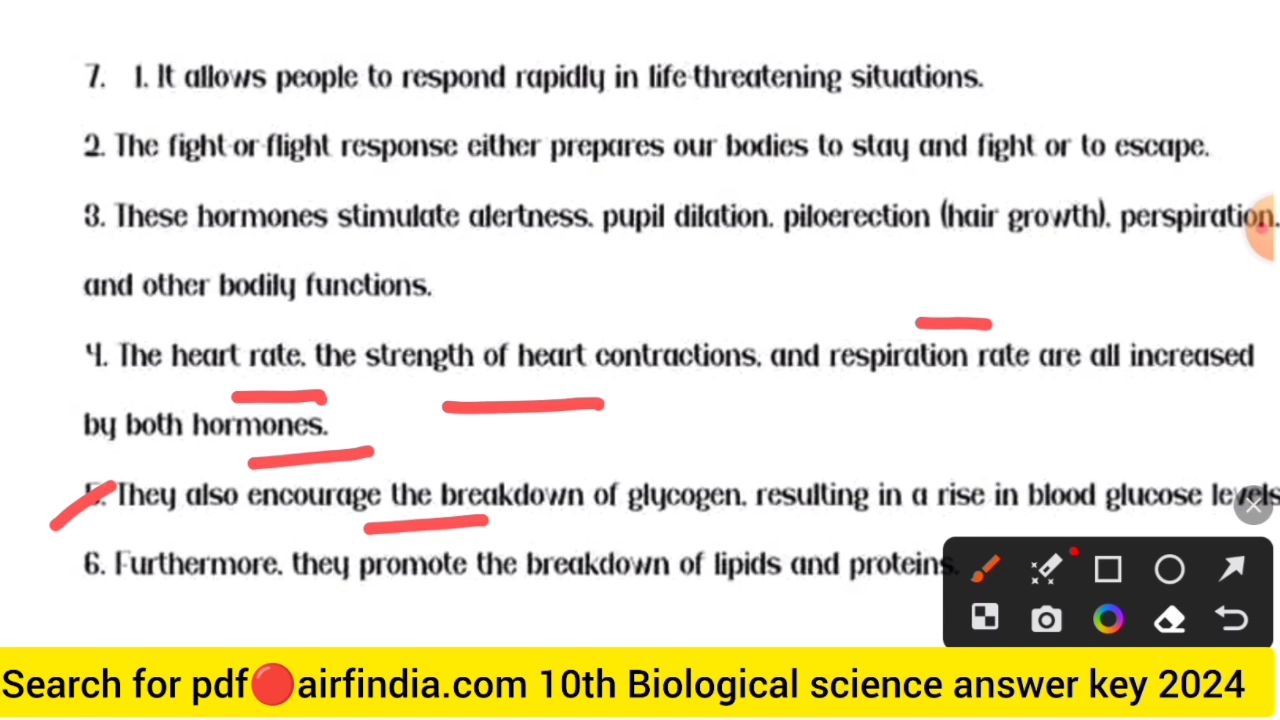 7. 1. It allows people to respond rapidly in life-threatening situations.
2. The fight-or-flight response either prepares our bodies to stay and fight or to escape.
3. These hormones stimulate alertness, pupil dilation, piloerection (hair growth), perspiration,
and other bodily functions.
4. The heart rate, the strength of heart contractions, and respiration rate are all increased
by both hormones.
5. They also encourage the breakdown of glycogen, resulting in a rise in blood glucose levels
6. Furthermore, they promote the breakdown of lipids and proteins.
Search for pdf🔴airfindia.com 10th Biological science answer key 2024